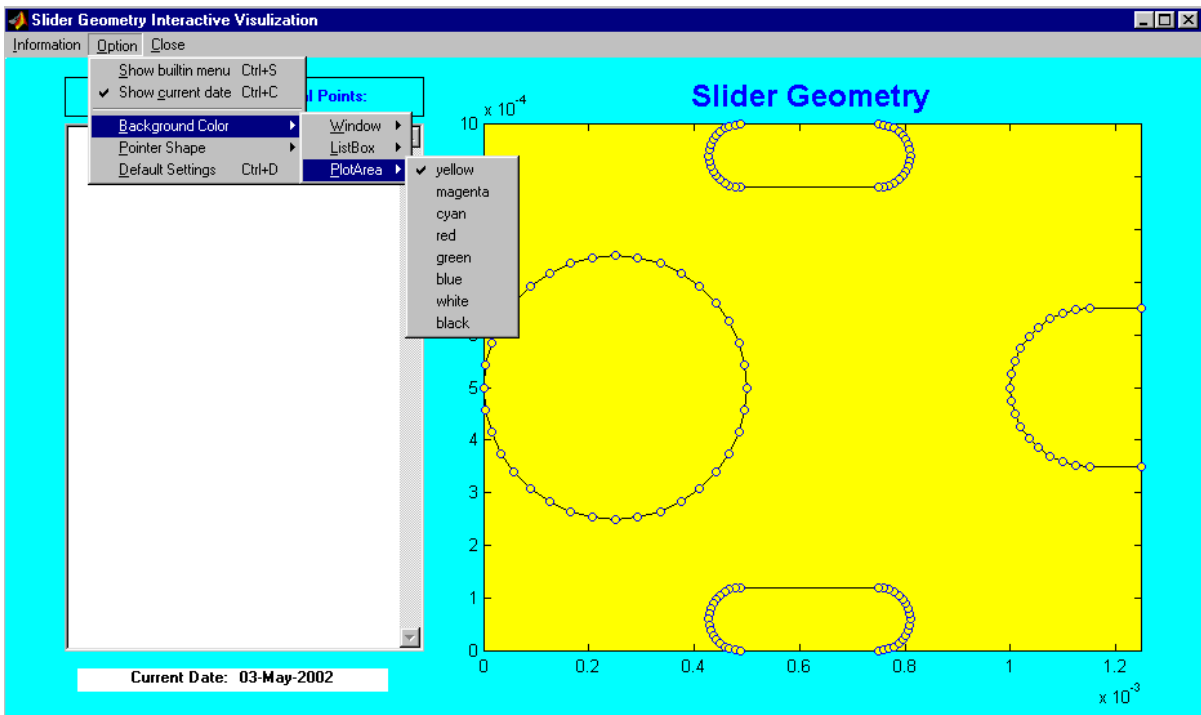 Slider Geometry Interactive Visulization
Information Option Close
Show builtin menu Ctrl+S
Show current date Ctrl+C
Background Color
Pointer Shape
Default Settings Ctrl+D
Window
ListBox
PlotArea
yellow
magenta
cyan
red
green
blue
white
black
Points:
Slider Geometry
x 10-4
10
5
4
3
2
1
0
0 0.2 0.4 0.6 0.8 1 1.2
x 10-3
Current Date: 03-May-2002